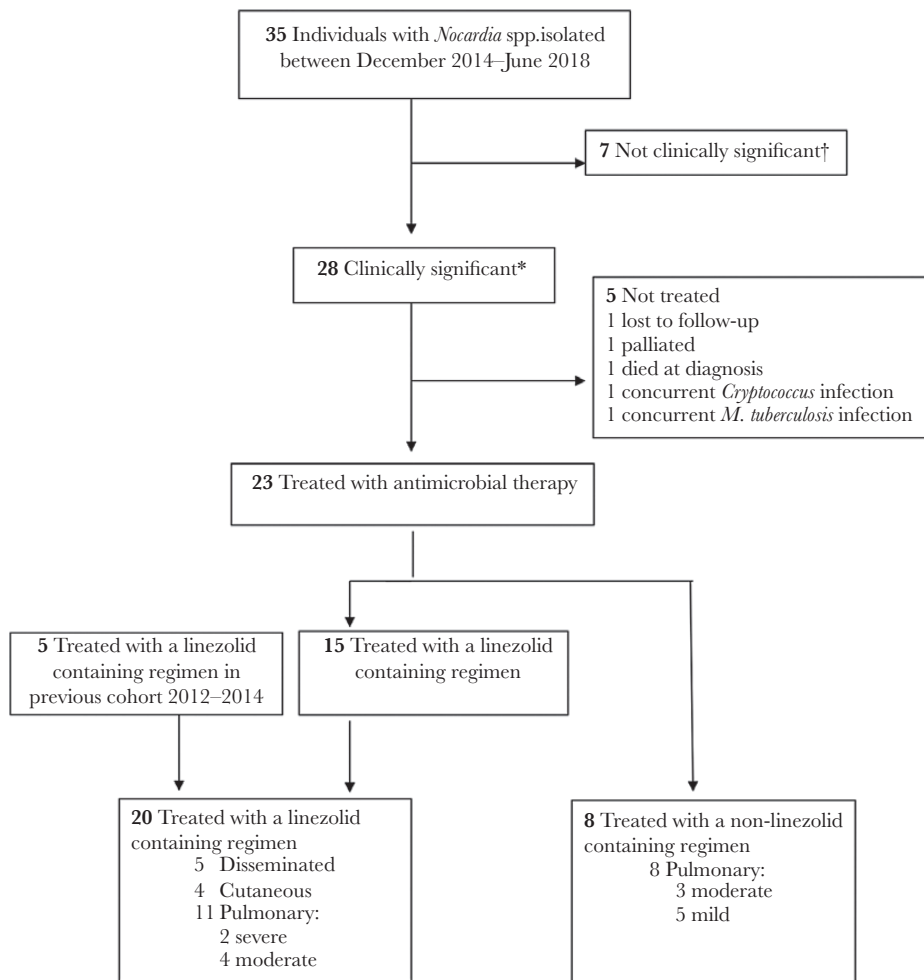 35 Individuals with Nocardia spp.isolated
between December 2014–June 2018
7 Not clinically significant†
28 Clinically significant*
5 Not treated
1 lost to follow-up
1 palliated
1 died at diagnosis
1 concurrent Cryptococcus infection
1 concurrent M. tuberculosis infection
23 Treated with antimicrobial therapy
5 Treated with a linezolid
containing regimen in
previous cohort 2012–2014
15 Treated with a linezolid
containing regimen
20 Treated with a linezolid
containing regimen
5 Disseminated
4 Cutaneous
11 Pulmonary:
2 severe
4 moderate
8 Treated with a non-linezolid
containing regimen
8 Pulmonary:
3 moderate
5 mild